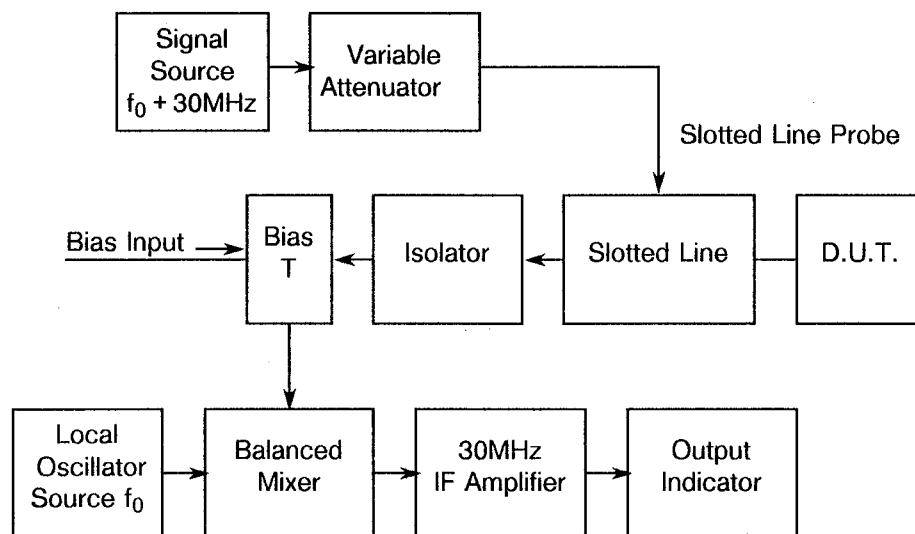 Signal
Source
f₀ + 30MHz
Variable
Attenuator
Slotted Line Probe
Bias Input
Bias
T
Isolator
Slotted Line
D.U.T.
Local
Oscillator
Source f₀
Balanced
Mixer
30MHz
IF Amplifier
Output
Indicator